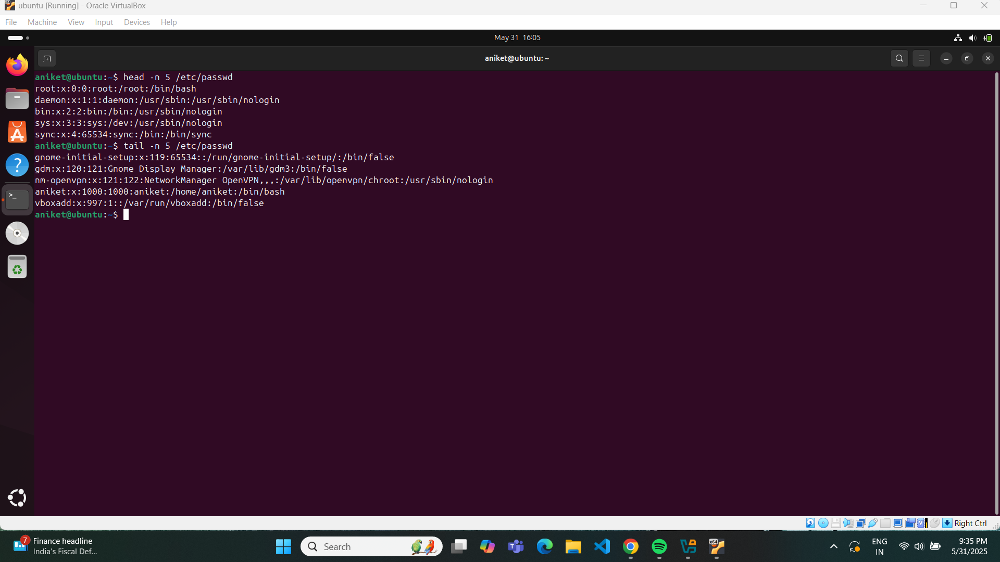 ubuntu [Running] - Oracle VirtualBox
File Machine View Input Devices Help
May 31 16:05
aniket@ubuntu: ~
aniket@ubuntu:~$ head -n 5 /etc/passwd
root:x:0:0:root:/root:/bin/bash
daemon:x:1:1:daemon:/usr/sbin:/usr/sbin/nologin
bin:x:2:2:bin:/bin:/usr/sbin/nologin
sys:x:3:3:sys:/dev:/usr/sbin/nologin
sync:x:4:65534:sync:/bin:/bin/sync
aniket@ubuntu:~$ tail -n 5 /etc/passwd
gnome-initial-setup:x:119:65534::/run/gnome-initial-setup/:/bin/false
gdm:x:120:121:Gnome Display Manager:/var/lib/gdm3:/bin/false
nm-openvpn:x:121:122:NetworkManager OpenVPN,,,:/var/lib/openvpn/chroot:/usr/sbin/nologin
aniket:x:1000:1000:aniket:/home/aniket:/bin/bash
vboxadd:x:997:1::/var/run/vboxadd:/bin/false
aniket@ubuntu:~$
Right Ctrl
7
Finance headline
India's Fiscal Def...
Search
x64
ENG
IN
9:35 PM
5/31/2025